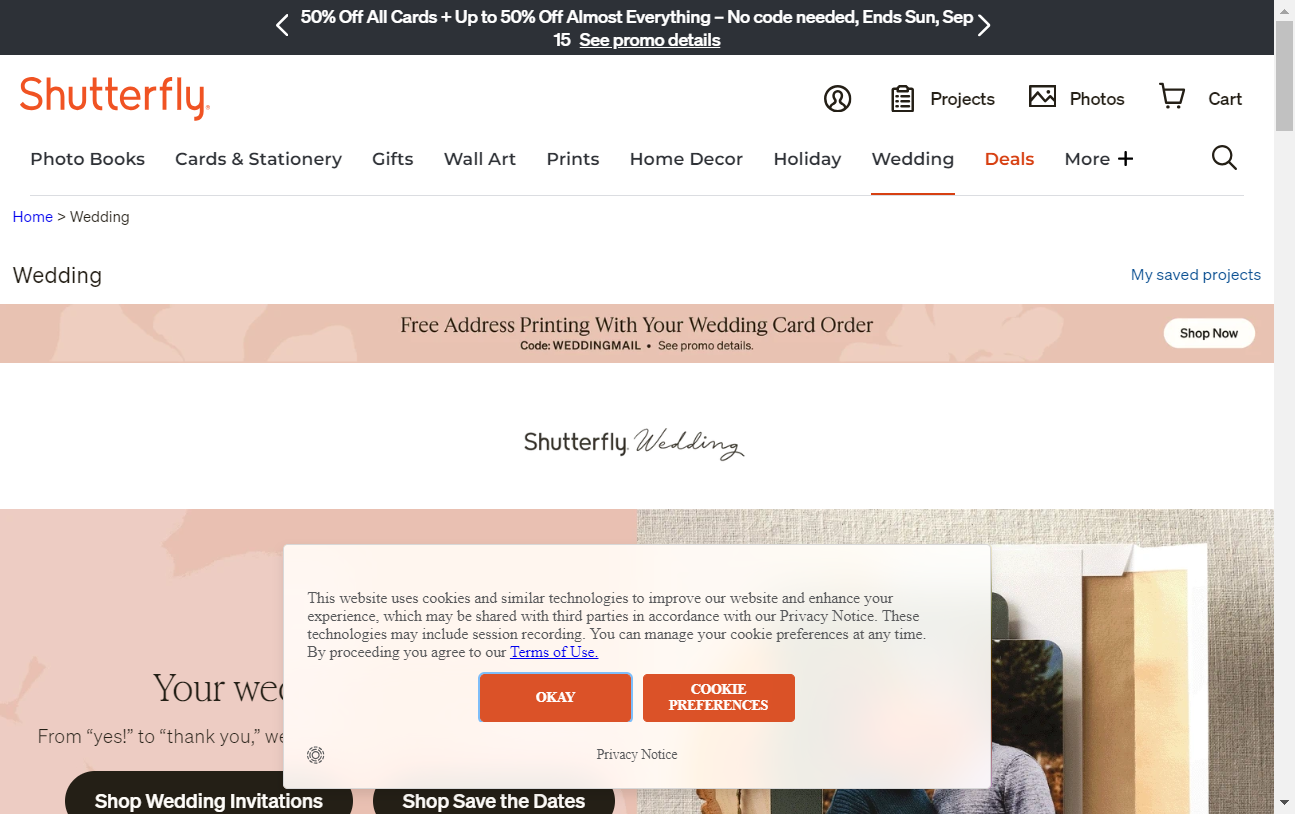 50% Off All Cards + Up to 50% Off Almost Everything – No code needed, Ends Sun, Sep
15 See promo details
Shutterfly
Projects
Photos
Cart
Photo Books
Cards & Stationery
Gifts
Wall Art
Prints
Home Decor
Holiday
Wedding
Deals
More +
Home > Wedding
Wedding
My saved projects
Free Address Printing With Your Wedding Card Order
Code: WEDDINGMAIL • See promo details.
Shop Now
Shutterfly. Wedding
This website uses cookies and similar technologies to improve our website and enhance your
experience, which may be shared with third parties in accordance with our Privacy Notice. These
technologies may include session recording. You can manage your cookie preferences at any time.
By proceeding you agree to our Terms of Use.
OKAY
COOKIE
PREFERENCES
Privacy Notice
Your
From “yes!” to “thank you,”
Shop Wedding Invitations
Shop Save the Dates